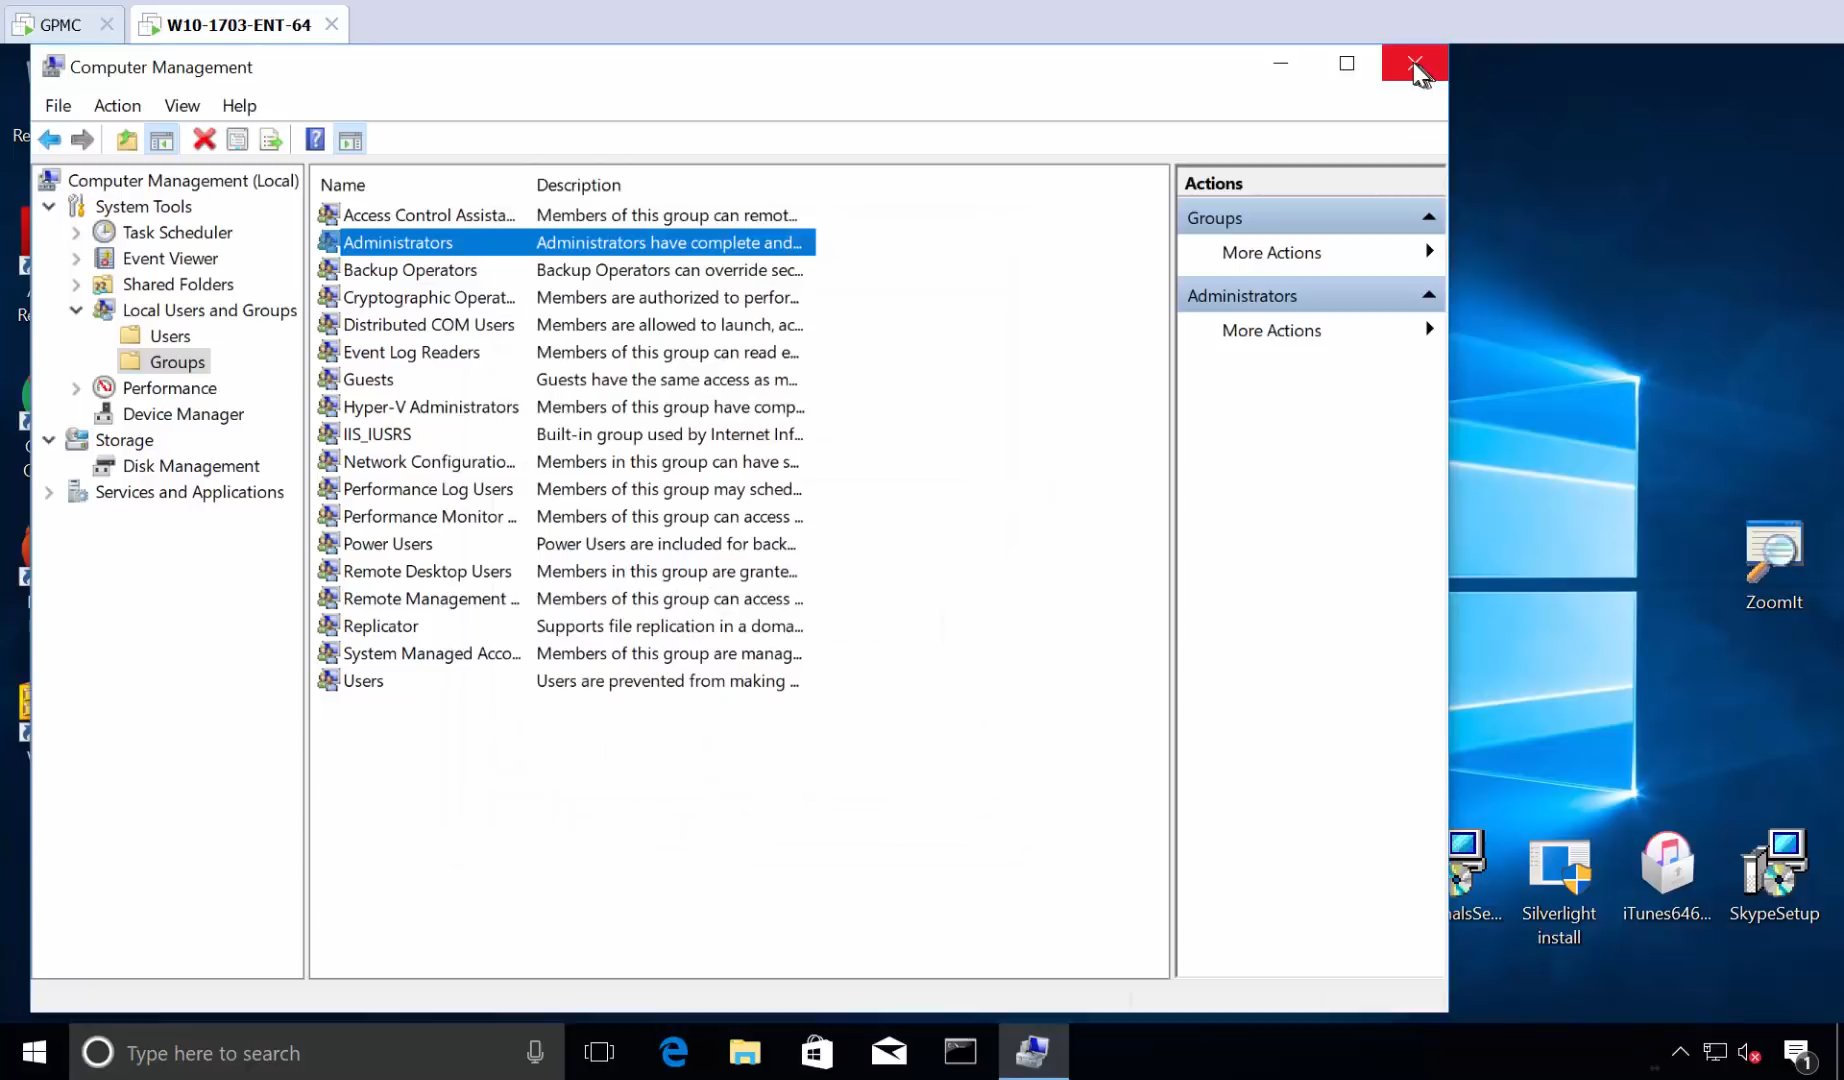 GPMC
W10-1703-ENT-64
Computer Management
File Action View Help
Computer Management (Local)
System Tools
Task Scheduler
Event Viewer
Shared Folders
Local Users and Groups
Users
Groups
Performance
Device Manager
Storage
Disk Management
Services and Applications
Name Description
Access Control Assista... Members of this group can remot...
Administrators Administrators have complete and...
Backup Operators Backup Operators can override sec...
Cryptographic Operat... Members are authorized to perfor...
Distributed COM Users Members are allowed to launch, ac...
Event Log Readers Members of this group can read e...
Guests Guests have the same access as m...
Hyper-V Administrators Members of this group have comp...
IIS_IUSRS Built-in group used by Internet Inf...
Network Configuratio... Members in this group can have s...
Performance Log Users Members of this group may sched...
Performance Monitor ... Members of this group can access ...
Power Users Power Users are included for back...
Remote Desktop Users Members in this group are grante...
Remote Management ... Members of this group can access ...
Replicator Supports file replication in a doma...
System Managed Acco... Members of this group are manag...
Users Users are prevented from making ...
Actions
Groups
More Actions
Administrators
More Actions
Re
ZoomIt
nalsSe...
Silverlight
install
iTunes646...
SkypeSetup
Type here to search
1